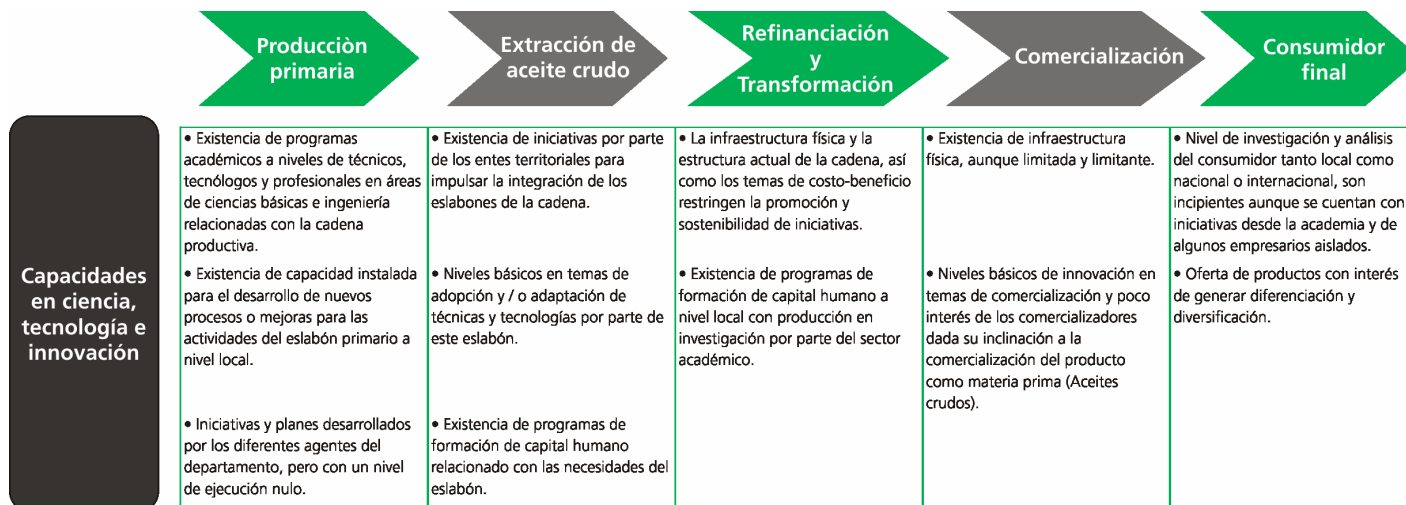 Producciòn
primaria
Extracción de
aceite crudo
Refinanciación
y
Transformación
Comercialización
Consumidor
final
Capacidades
en ciencia,
tecnología e
innovación
• Existencia de programas
académicos a niveles de técnicos,
tecnólogos y profesionales en áreas
de ciencias básicas e ingeniería
relacionadas con la cadena
productiva.
• Existencia de capacidad instalada
para el desarrollo de nuevos
procesos o mejoras para las
actividades del eslabón primario a
nivel local.
• Iniciativas y planes desarrollados
por los diferentes agentes del
departamento, pero con un nivel
de ejecución nulo.
• Existencia de iniciativas por parte
de los entes territoriales para
impulsar la integración de los
eslabones de la cadena.
• Niveles básicos en temas de
adopción y / o adaptación de
técnicas y tecnologías por parte de
este eslabón.
• Existencia de programas de
formación de capital humano
relacionado con las necesidades del
eslabón.
• La infraestructura física y la
estructura actual de la cadena, así
como los temas de costo-beneficio
restringen la promoción y
sostenibilidad de iniciativas.
• Existencia de programas de
formación de capital humano a
nivel local con producción en
investigación por parte del sector
académico.
• Existencia de infraestructura
física, aunque limitada y limitante.
• Niveles básicos de innovación en
temas de comercialización y poco
interés de los comercializadores
dada su inclinación a la
comercialización del producto
como materia prima (Aceites
crudos).
• Nivel de investigación y análisis
del consumidor tanto local como
nacional o internacional, son
incipientes aunque se cuentan con
iniciativas desde la academia y de
algunos empresarios aislados.
• Oferta de productos con interés
de generar diferenciación y
diversificación.